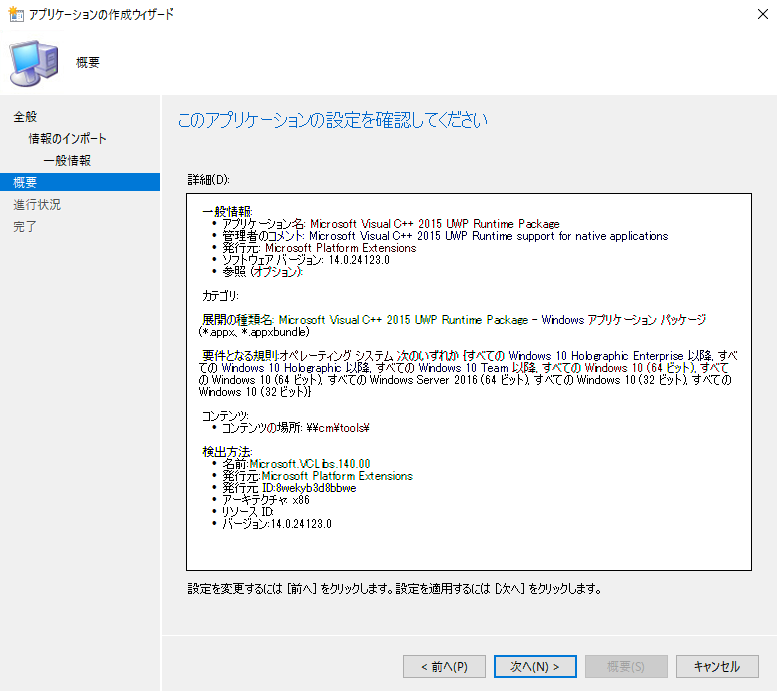 アプリケーションの作成ウィザード
概要
全般
情報のインポート
一般情報
概要
進行状況
完了
このアプリケーションの設定を確認してください
詳細(D):
一般情報:
• アプリケーション名: Microsoft Visual C++ 2015 UWP Runtime Package
• 管理者のコメント: Microsoft Visual C++ 2015 UWP Runtime support for native applications
• 発行元: Microsoft Platform Extensions
• ソフトウェア バージョン: 14.0.24123.0
• 参照 (オプション):
カテゴリ:
展開の種類名: Microsoft Visual C++ 2015 UWP Runtime Package - Windows アプリケーション パッケージ
(*.appx、*.appxbundle)
要件となる規則:オペレーティング システム 次のいずれか {すべての Windows 10 Holographic Enterprise 以降, すべ
ての Windows 10 Holographic 以降, すべての Windows 10 Team 以降, すべての Windows 10 (64 ビット), すべて
の Windows 10 (64 ビット), すべての Windows Server 2016 (64 ビット), すべての Windows 10 (32 ビット), すべての
Windows 10 (32 ビット)}
コンテンツ:
• コンテンツの場所: ¥¥cm¥tools¥
検出方法:
• 名前:Microsoft.VCLibs.140.00
• 発行元:Microsoft Platform Extensions
• 発行元 ID:8wekyb3d8bbwe
• アーキテクチャ: x86
• リソース ID:
• バージョン:14.0.24123.0
設定を変更するには [前へ] をクリックします。設定を適用するには [次へ] をクリックします。
< 前へ(P)
次へ(N) >
概要(S)
キャンセル